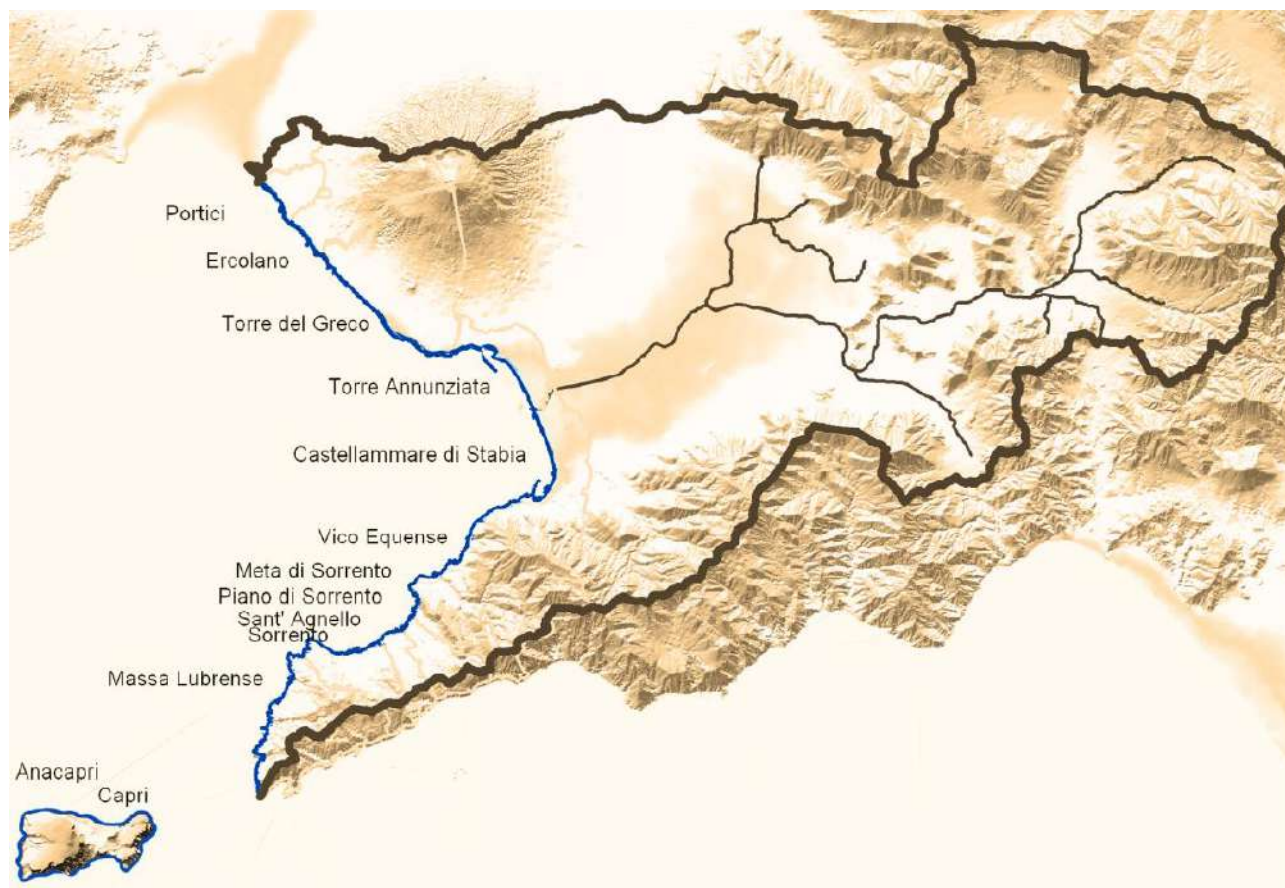 Portici
Ercolano
Torre del Greco
Torre Annunziata
Castellammare di Stabia
Vico Equense
Meta di Sorrento
Piano di Sorrento
Sant' Agnello
Sorrento
Massa Lubrense
Anacapri
Capri